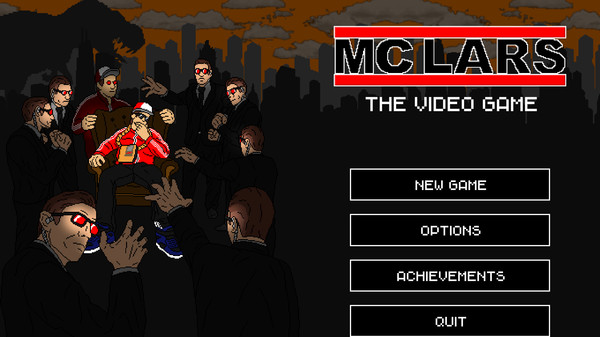 MC LARS
THE VIDEO GAME
NEW GAME
OPTIONS
ACHIEVEMENTS
QUIT